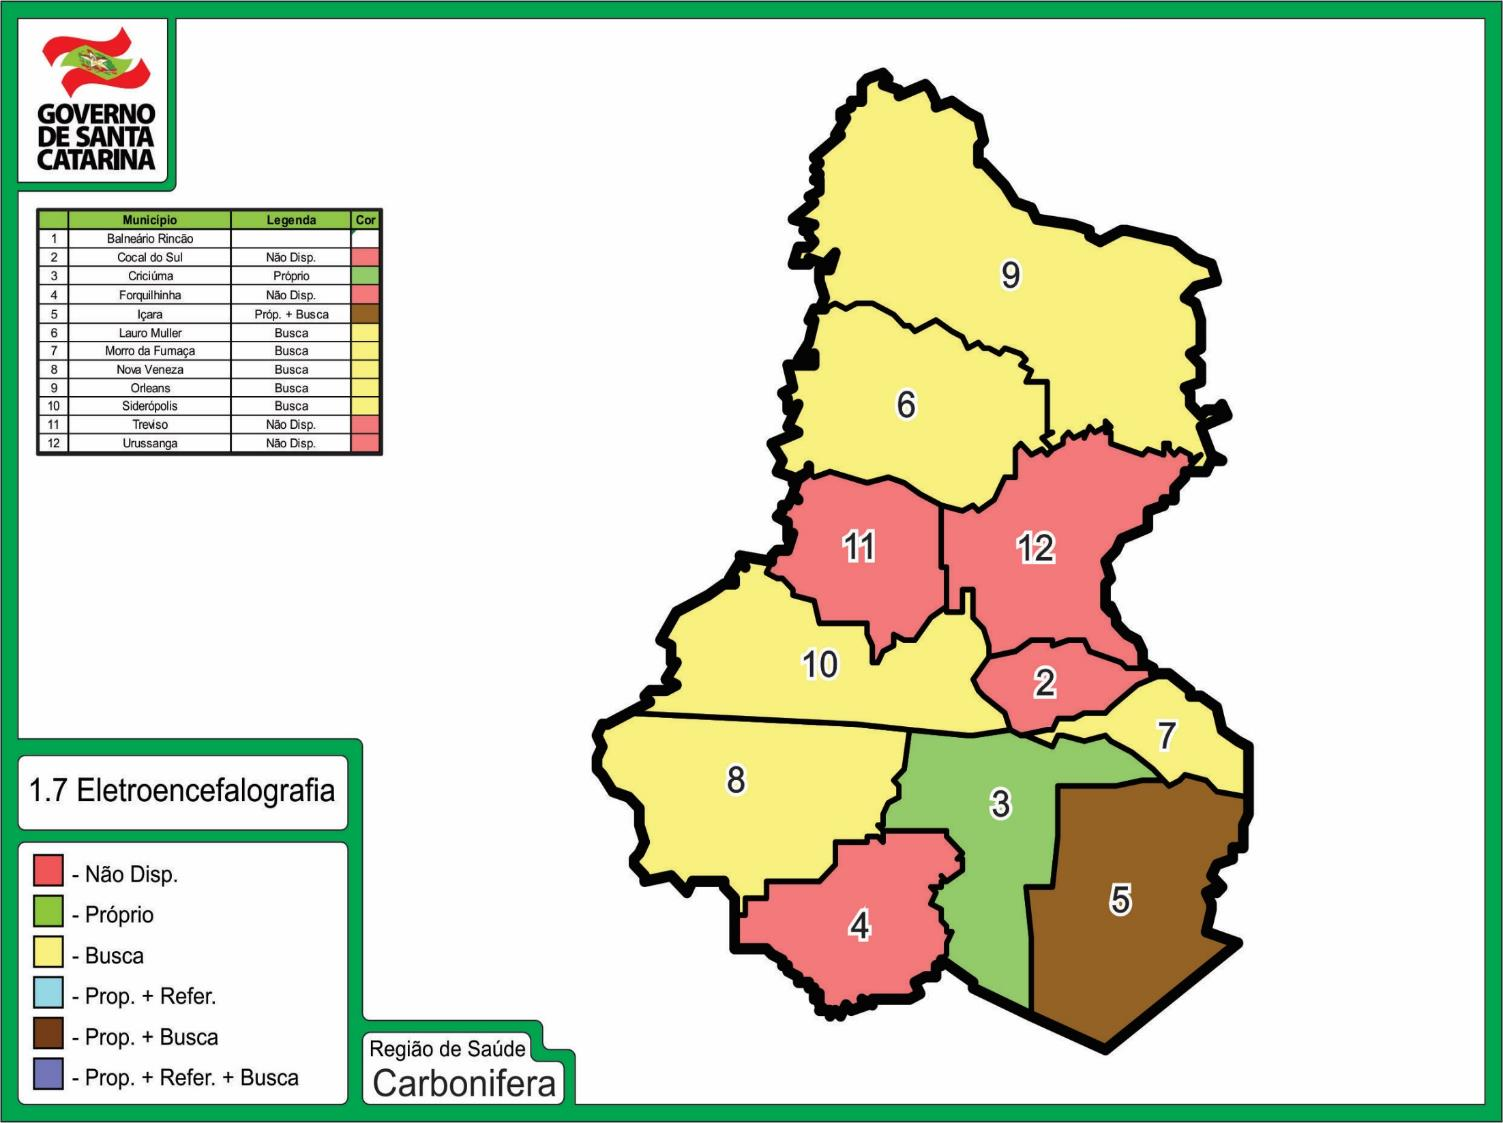 GOVERNO
DE SANTA
CATARINA
Município Legenda Cor
1 Balneário Rincão
2 Cocal do Sul Não Disp.
3 Criciúma Próprio
4 Forquilhinha Não Disp.
5 Içara Próp. + Busca
6 Lauro Muller Busca
7 Morro da Fumaça Busca
8 Nova Veneza Busca
9 Orleans Busca
10 Siderópolis Busca
11 Treviso Não Disp.
12 Urussanga Não Disp.
9
6
11
12
10
2
7
8
3
5
4
1.7 Eletroencefalografia
- Não Disp.
- Próprio
- Busca
- Prop. + Refer.
- Prop. + Busca
- Prop. + Refer. + Busca
Região de Saúde
Carbonifera